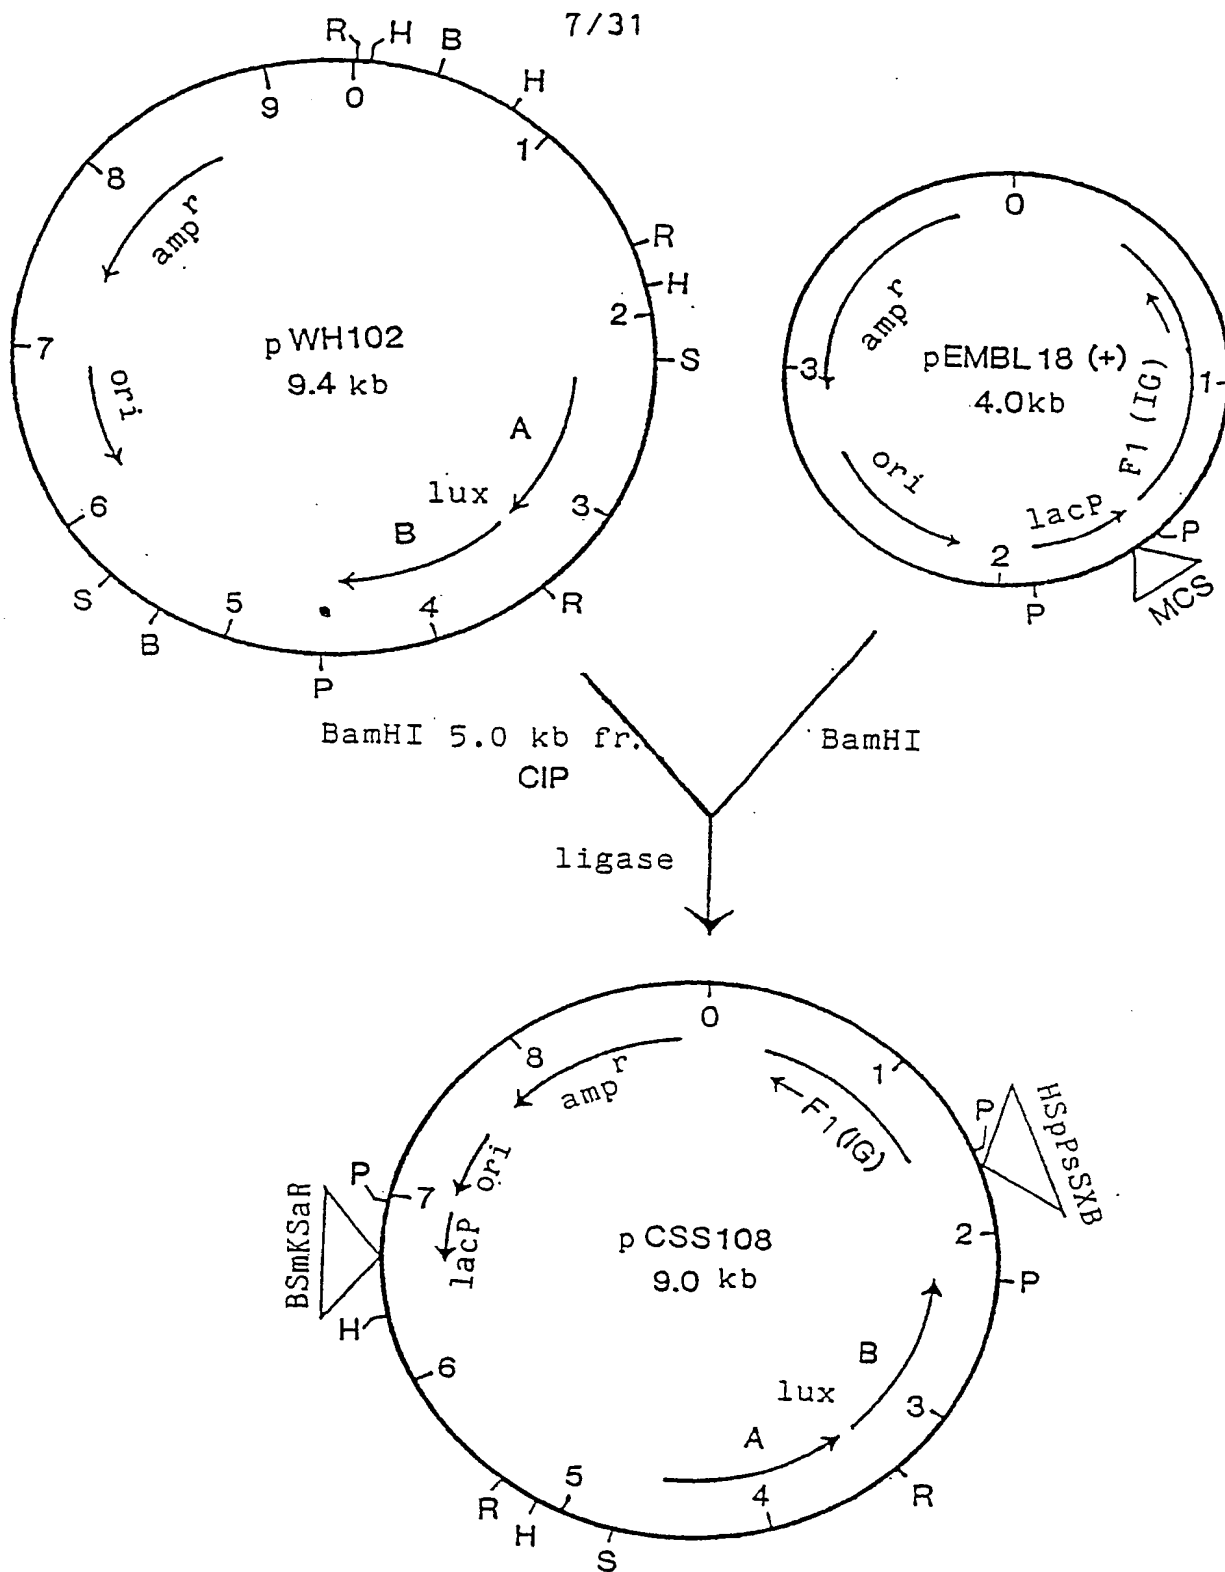 7/31
R H B H
9 0 1
8
amp r
R
H
2
S
7
pWH102
9.4 kb
ori
A
lux
B
3
6
R
S
B
5
4
P
0
amp r
3
pEMBL18 (+)
4.0kb
1
F1 (IG)
ori
lacP
2
P
P
MCS
BamHI 5.0 kb fr.
CIP
BamHI
ligase
0
8
1
amp r
F1(IG)
P
HSpPsSXB
ori
P
7
lacP
BSmKSaR
pCSS108
9.0 kb
2
P
H
6
B
lux
A
3
5
4
R
H
S
R